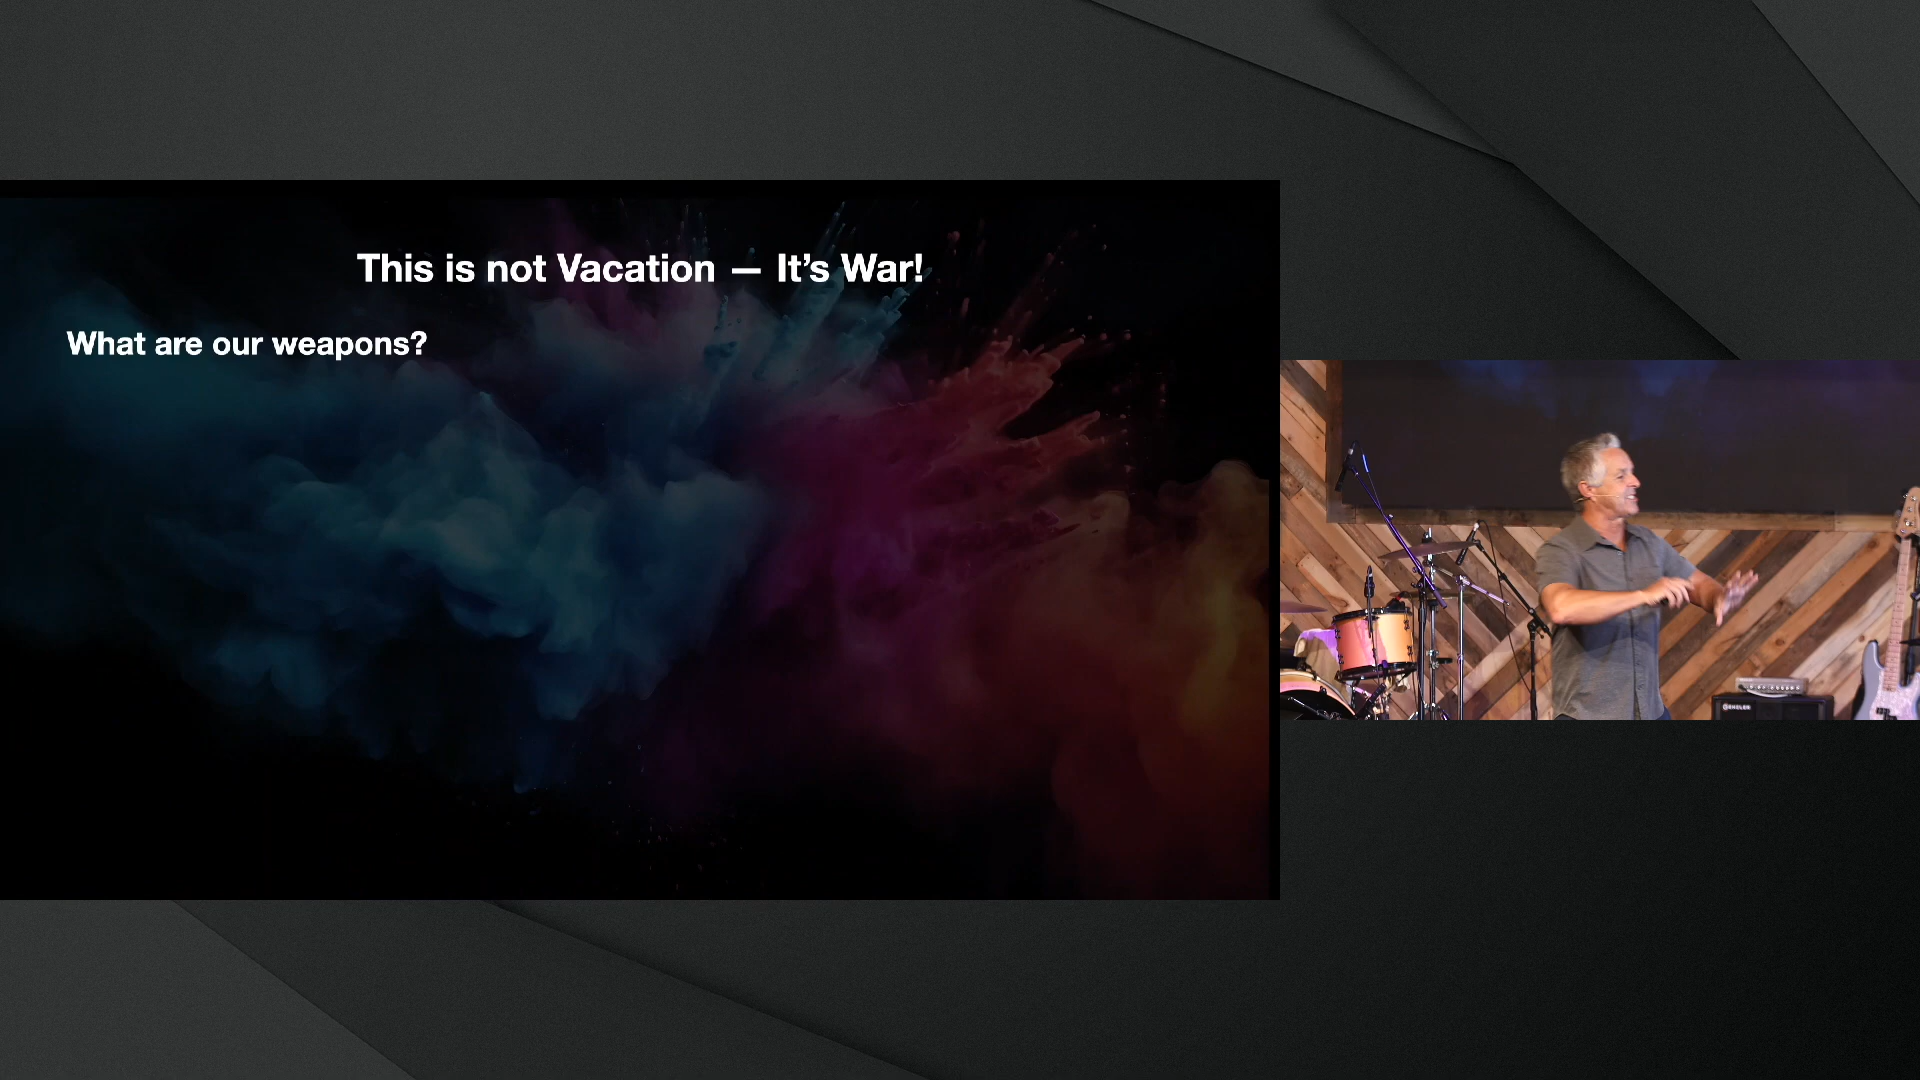 This is not Vacation — It’s War!
What are our weapons?